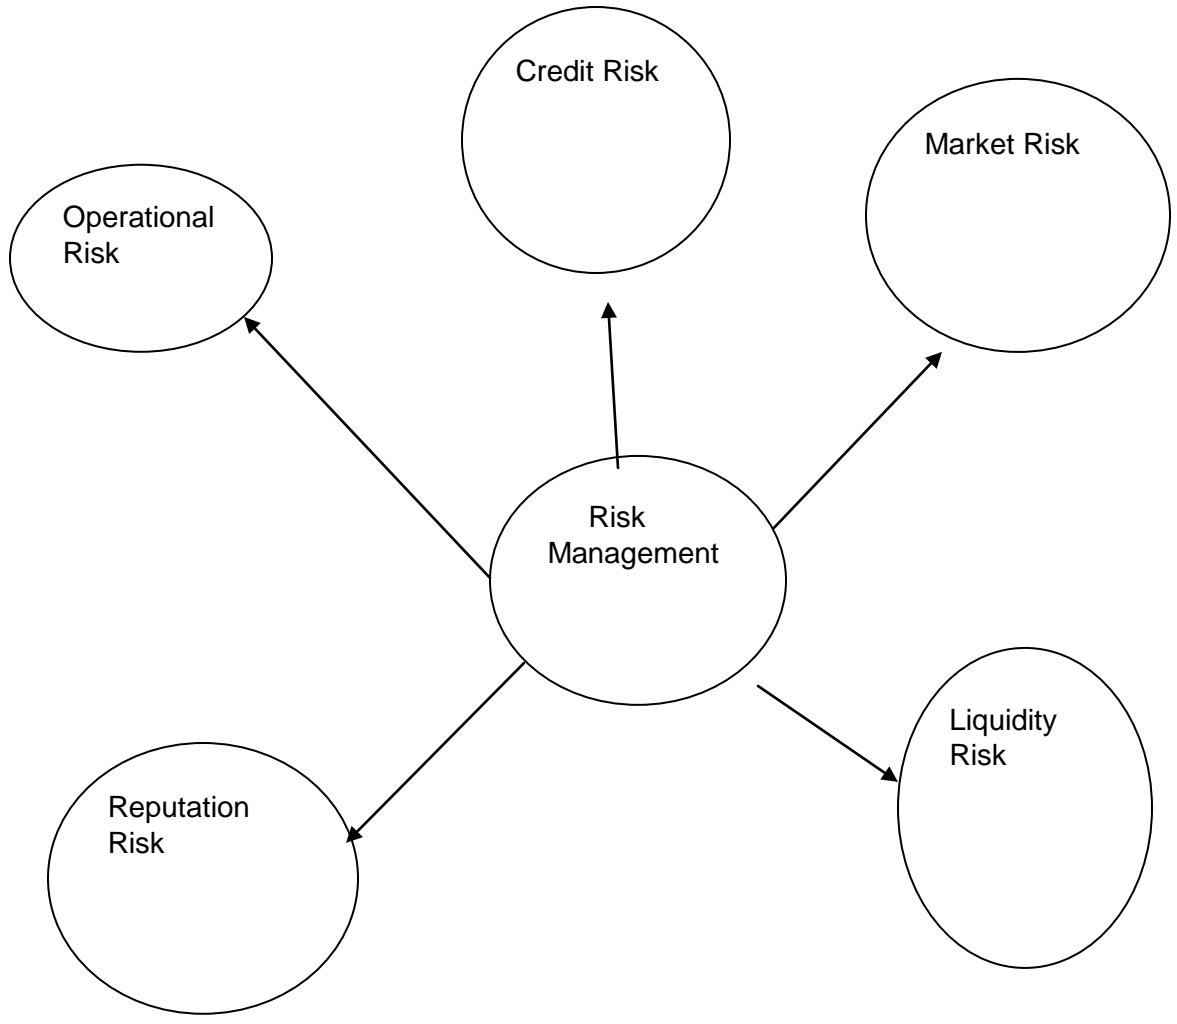 Credit Risk
Market Risk
Operational
Risk
Risk
Management
Liquidity
Risk
Reputation
Risk